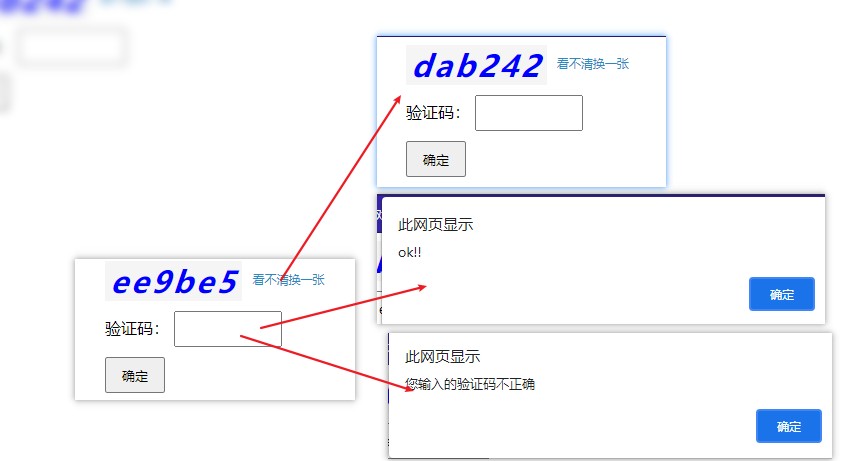 dab242 看不清换一张
验证码：
确定
此网页显示
ok!!
确定
ee9be5 看不清换一张
验证码：
确定
此网页显示
您输入的验证码不正确
确定